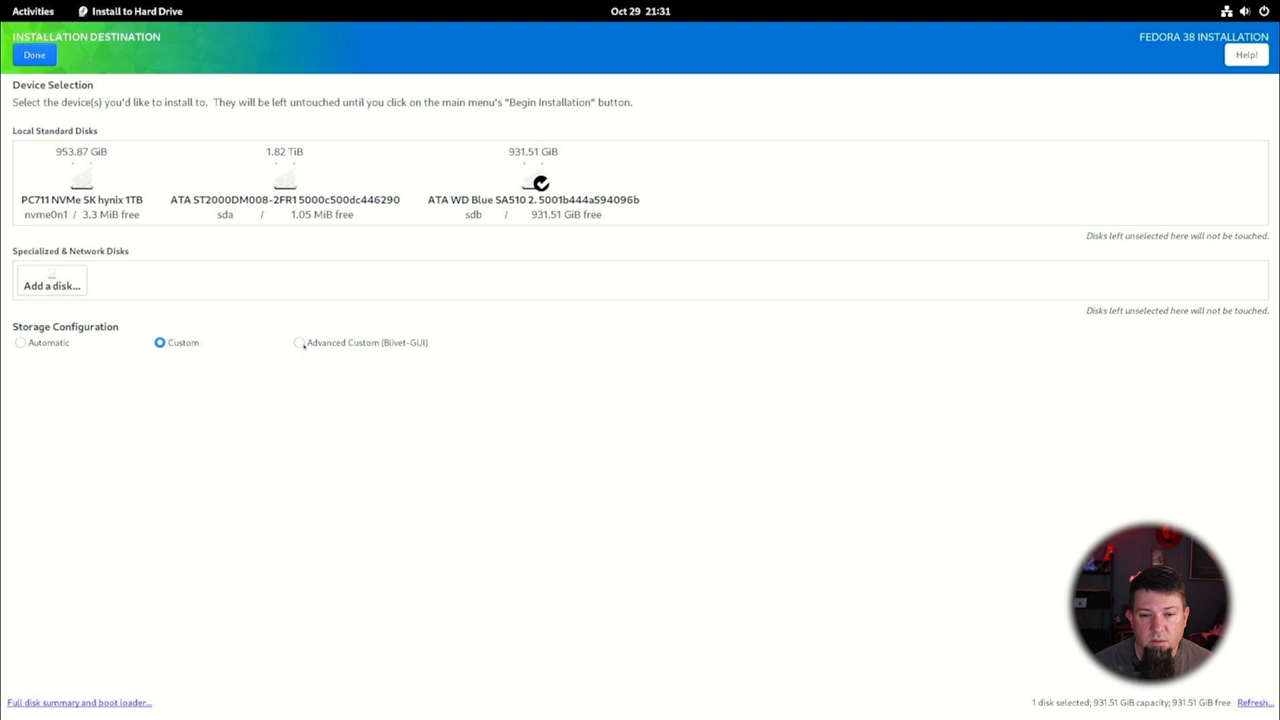 Activities Install to Hard Drive Oct 29 21:31
INSTALLATION DESTINATION FEDORA 38 INSTALLATION
Done Help!
Device Selection
Select the device(s) you'd like to install to. They will be left untouched until you click on the main menu's "Begin Installation" button.
Local Standard Disks
953.87 GiB 1.82 TiB 931.51 GiB
PC711 NVMe SK hynix 1TB ATA ST2000DM008-2FR1 5000c500dc446290 ATA WD Blue SA510 2. 5001b444a594096b
nvme0n1 / 3.3 MiB free sda / 1.05 MiB free sdb / 931.51 GiB free
Disks left unselected here will not be touched.
Specialized & Network Disks
Add a disk...
Disks left unselected here will not be touched.
Storage Configuration
Automatic Custom Advanced Custom (Blivet-GUI)
Full disk summary and boot loader... 1 disk selected; 931.51 GiB capacity; 931.51 GiB free Refresh...